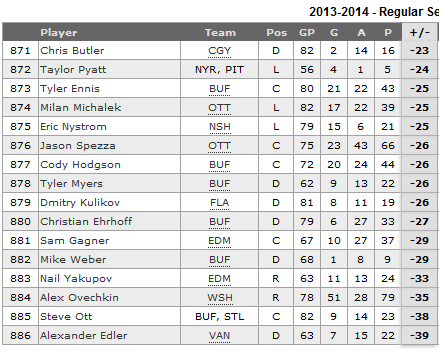 2013-2014 - Regular Se
Player Team Pos GP G A P +/-
871 Chris Butler CGY D 82 2 14 16 -23
872 Taylor Pyatt NYR, PIT L 56 4 1 5 -24
873 Tyler Ennis BUF C 80 21 22 43 -25
874 Milan Michalek OTT L 82 17 22 39 -25
875 Eric Nystrom NSH L 79 15 6 21 -25
876 Jason Spezza OTT C 75 23 43 66 -26
877 Cody Hodgson BUF C 72 20 24 44 -26
878 Tyler Myers BUF D 62 9 13 22 -26
879 Dmitry Kulikov FLA D 81 8 11 19 -26
880 Christian Ehrhoff BUF D 79 6 27 33 -27
881 Sam Gagner EDM C 67 10 27 37 -29
882 Mike Weber BUF D 68 1 8 9 -29
883 Nail Yakupov EDM R 63 11 13 24 -33
884 Alex Ovechkin WSH R 78 51 28 79 -35
885 Steve Ott BUF, STL C 82 9 14 23 -38
886 Alexander Edler VAN D 63 7 15 22 -39